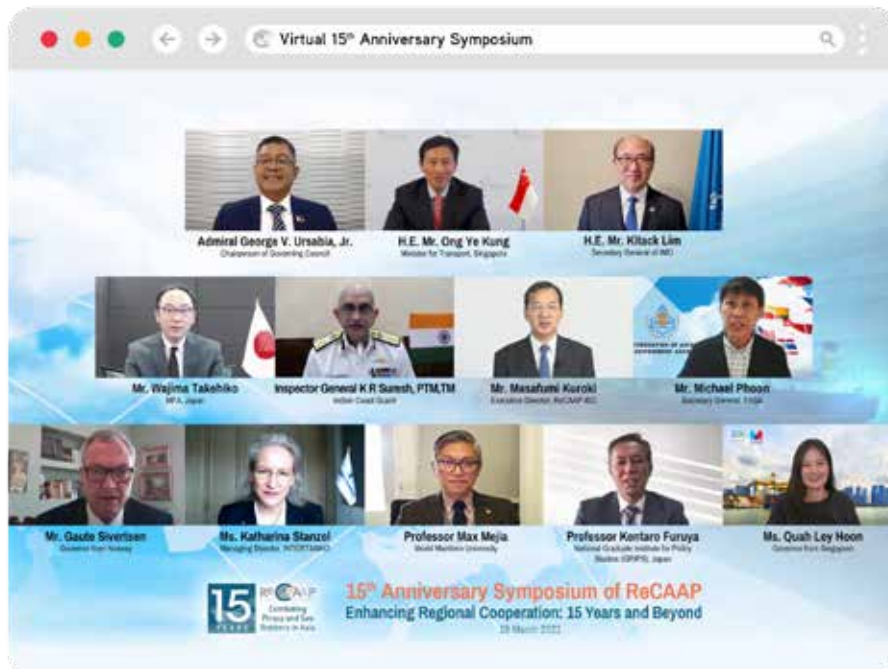 Virtual 15th Anniversary Symposium
Admiral George V. Ursabia, Jr.
Chairperson of Governing Council
H.E. Mr. Ong Ye Kung
Minister for Transport, Singapore
H.E. Mr. Kitack Lim
Secretary General of IMO
Mr. Wajima Takehiko
MFA, Japan
Inspector General K R Suresh, PTM,TM
Indian Coast Guard
Mr. Masafumi Kuroki
Executive Director, ReCAAP ISC
Mr. Michael Phoon
Secretary General, FASA
Mr. Gaute Sivertsen
Governor from Norway
Ms. Katharina Stanzel
Managing Director, INTERTANKO
Professor Max Mejia
World Maritime University
Professor Kentaro Furuya
National Graduate Institute for Policy
Studies (GRIPS), Japan
Ms. Quah Ley Hoon
Governor from Singapore
15
YEARS
ReCAAP
Combating
Piracy and Sea
Robbery in Asia
15th Anniversary Symposium of ReCAAP
Enhancing Regional Cooperation: 15 Years and Beyond